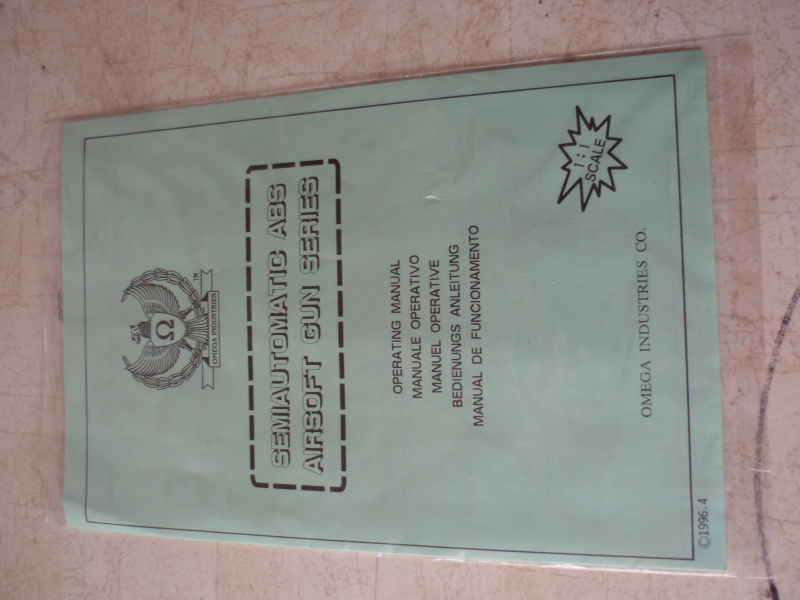 Ω
OMEGA INDUSTRIES
TM
SEMIAUTOMATIC ABS
AIRSOFT GUN SERIES
OPERATING MANUAL
MANUALE OPERATIVO
MANUEL OPERATIVE
BEDIENUNGS ANLEITUNG
MANUAL DE FUNCIONAMENTO
1:1
SCALE
OMEGA INDUSTRIES CO.
©1996.4